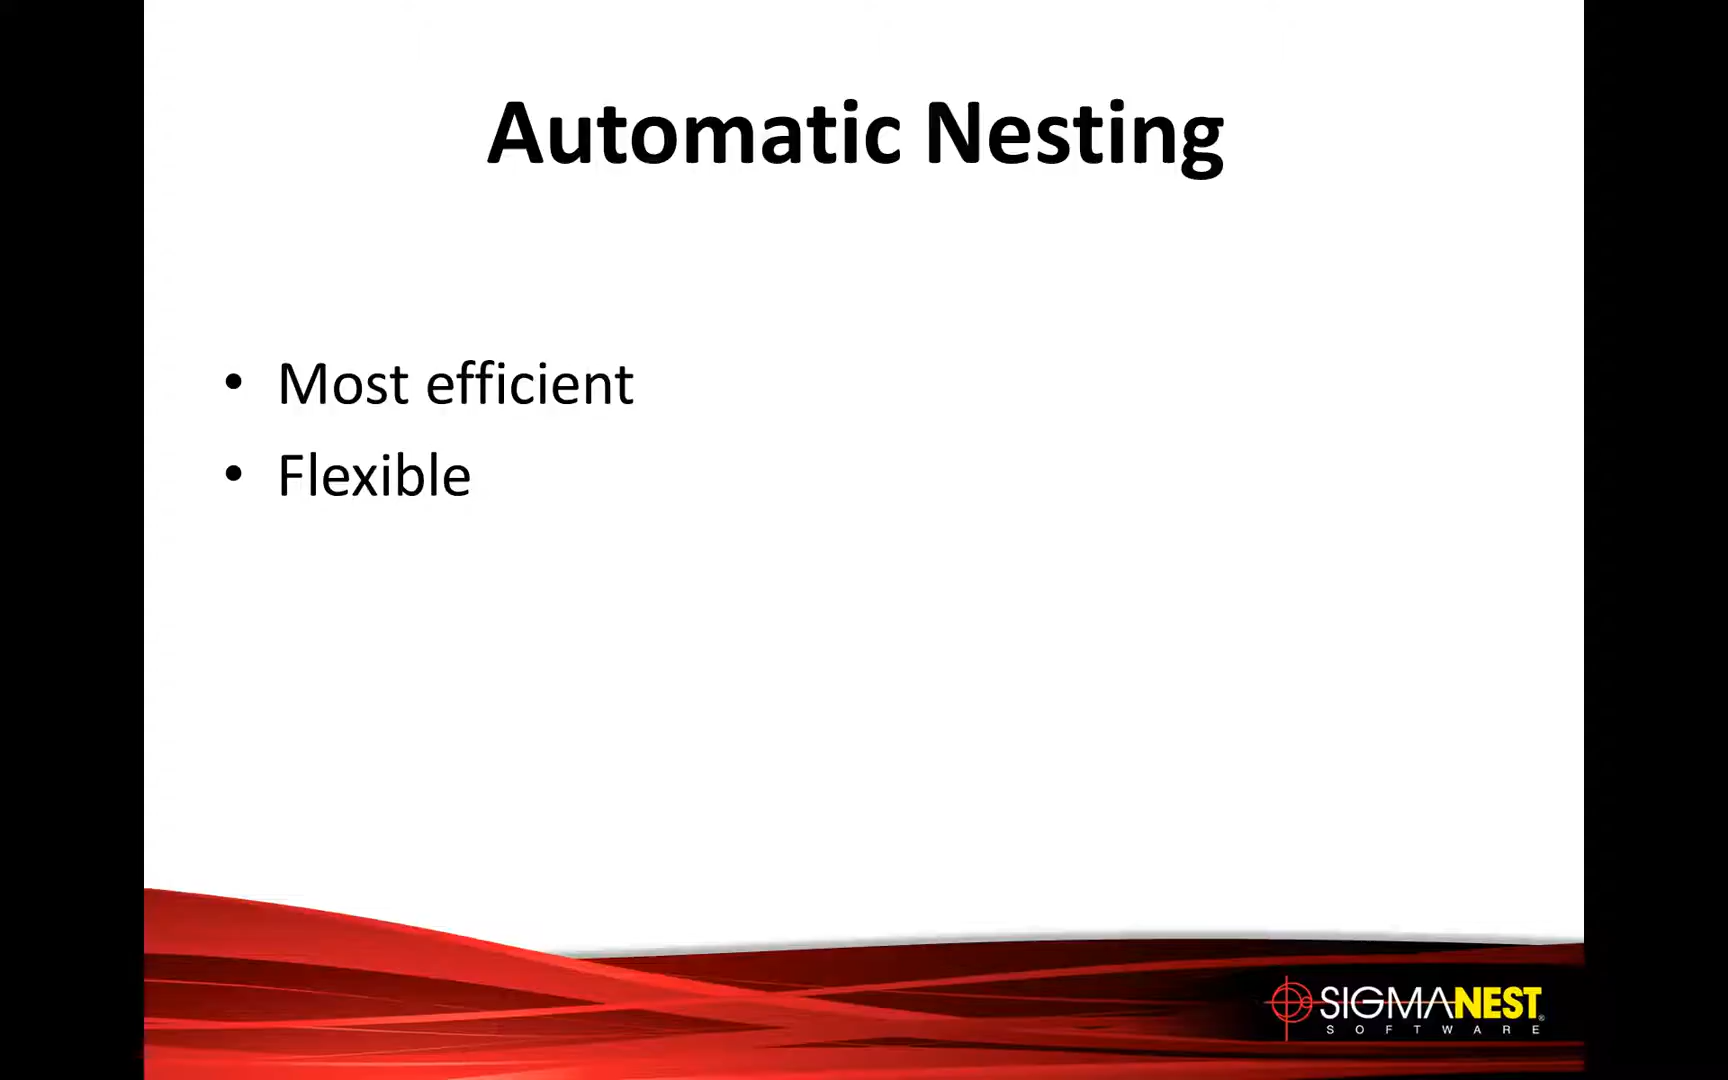 Automatic Nesting
• Most efficient
• Flexible
SIGMANEST®
SOFTWARE